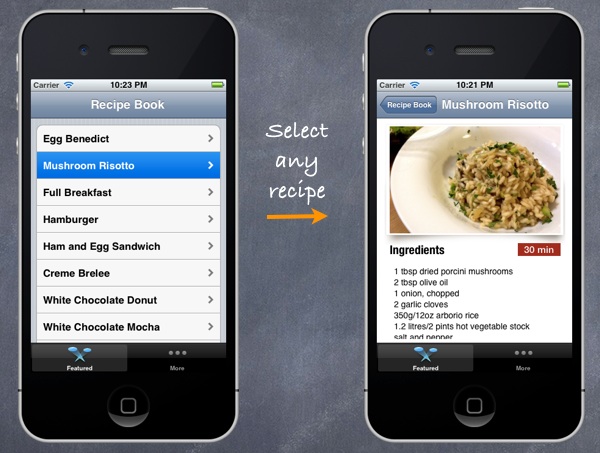 Carrier 10:23 PM
Recipe Book
Egg Benedict
Mushroom Risotto
Full Breakfast
Hamburger
Ham and Egg Sandwich
Creme Brelee
White Chocolate Donut
White Chocolate Mocha
Featured More
Select
any
recipe
Carrier 10:21 PM
Recipe Book Mushroom Risotto
Ingredients 30 min
1 tbsp dried porcini mushrooms
2 tbsp olive oil
1 onion, chopped
2 garlic cloves
350g/12oz arborio rice
1.2 litres/2 pints hot vegetable stock
salt and pepper
Featured More